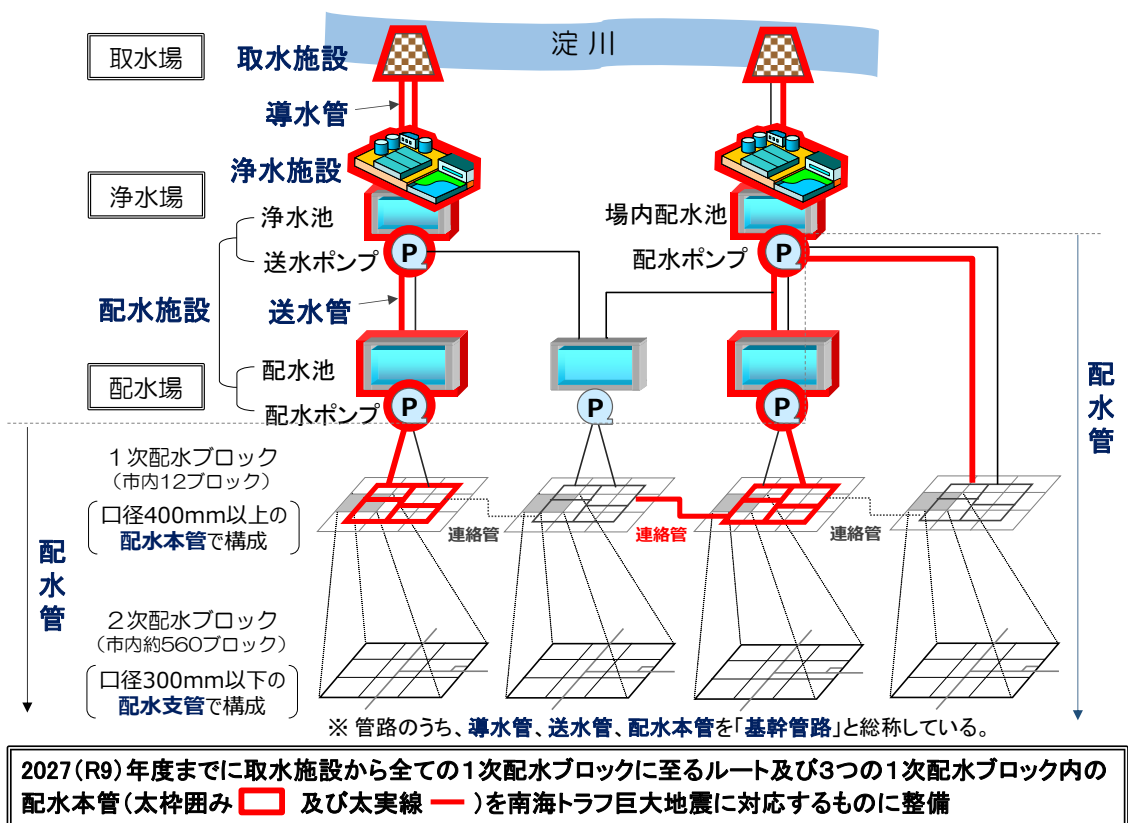 淀川
取水場
取水施設
導水管
浄水施設
浄水場
浄水池
送水ポンプ
P
場内配水池
配水ポンプ
P
配水施設
送水管
配水場
配水池
配水ポンプ
P
P
P
配水管
1次配水ブロック
(市内12ブロック)
口径400mm以上の
配水本管で構成
連絡管
連絡管
連絡管
配水管
2次配水ブロック
(市内約560ブロック)
口径300mm以下の
配水支管で構成
※ 管路のうち、導水管、送水管、配水本管を「基幹管路」と総称している。
2027(R9)年度までに取水施設から全ての1次配水ブロックに至るルート及び3つの1次配水ブロック内の
配水本管(太枠囲み 及び太実線 )を南海トラフ巨大地震に対応するものに整備